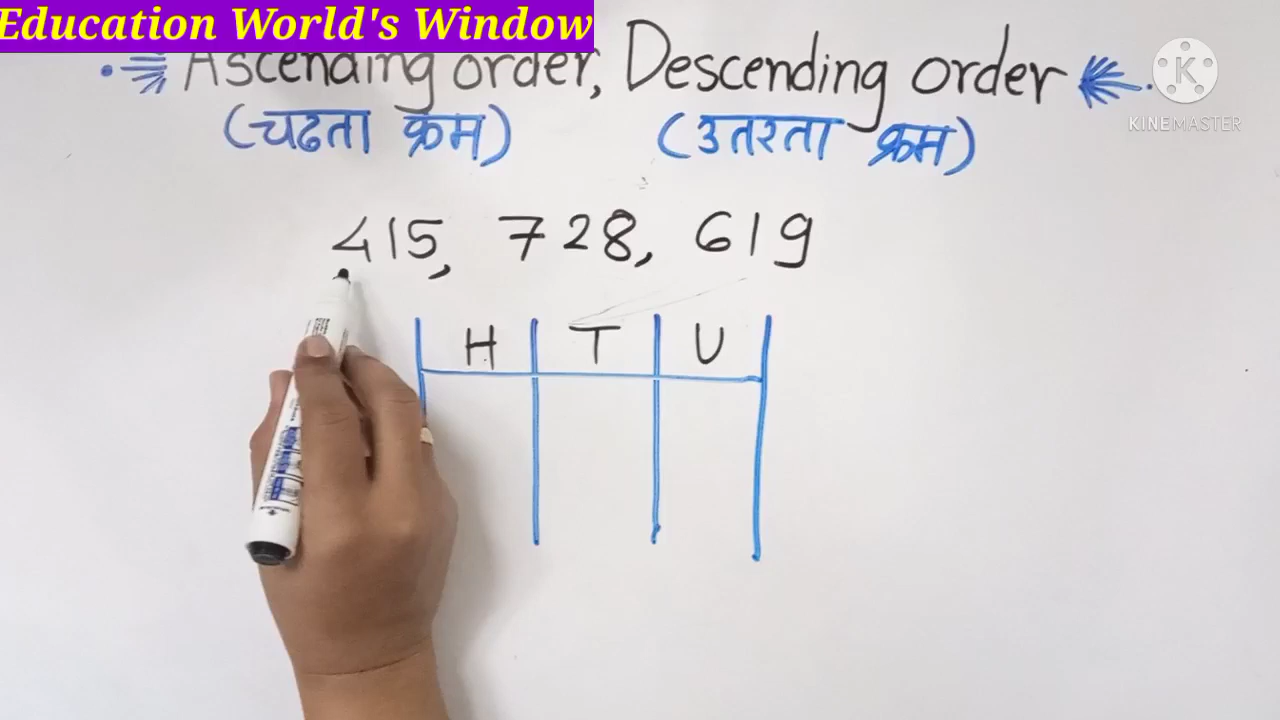 Education World's Window
Ascending order, Descending order
(चढता क्रम) (उतरता क्रम)
415, 728, 619
H T U
K
KINEMASTER